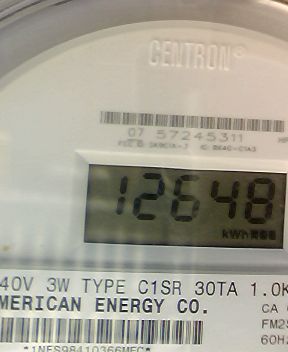 CENTRON®
07 57245311
12648
kWh
40V 3W TYPE C1SR 30TA 1.0K
MERICAN ENERGY CO.
CA
FM2S
60HZ